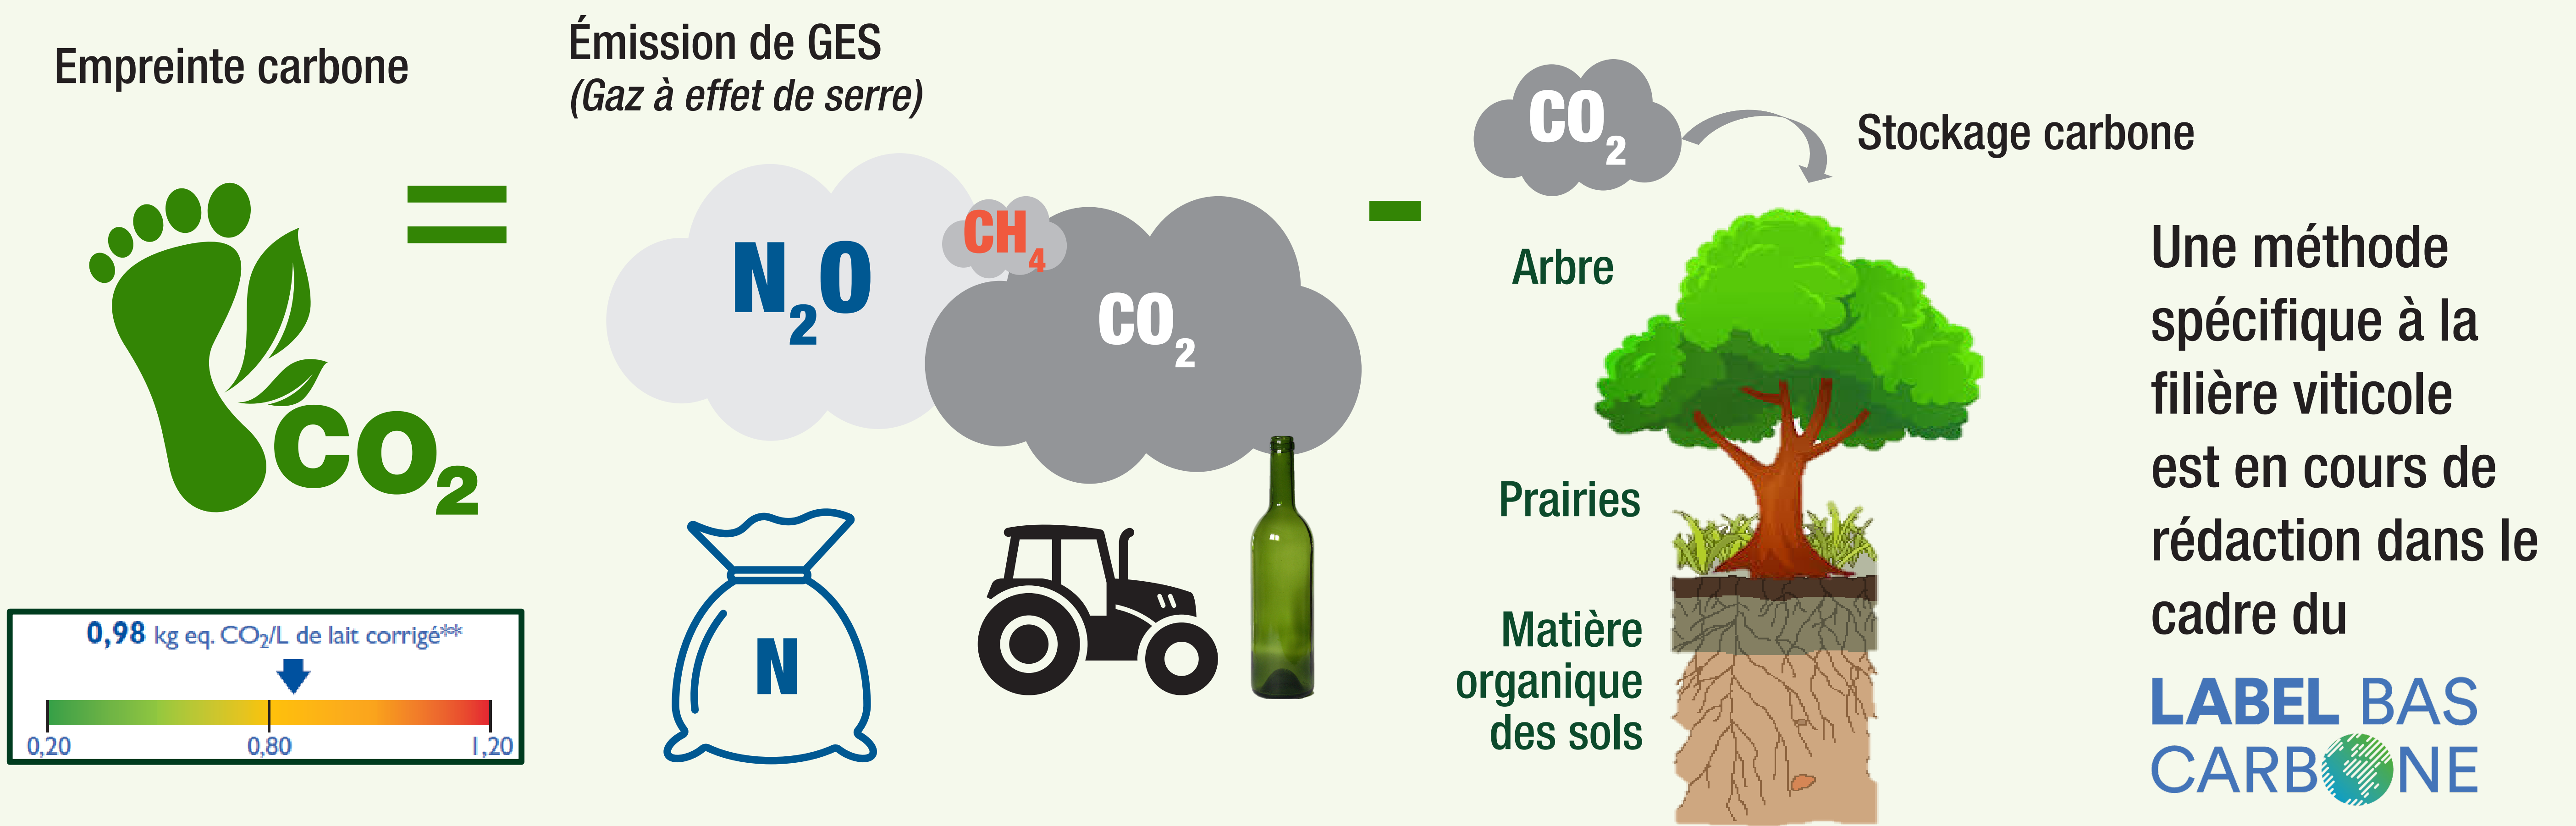 Empreinte carbone
=
CO₂
0,98 kg eq. CO₂/L de lait corrigé**
0,20 0,80 1,20
Émission de GES
(Gaz à effet de serre)
N₂O
CH₄
CO₂
N
-
CO₂
Stockage carbone
Arbre
Prairies
Matière
organique
des sols
Une méthode
spécifique à la
filière viticole
est en cours de
rédaction dans le
cadre du
LABEL BAS
CARBONE